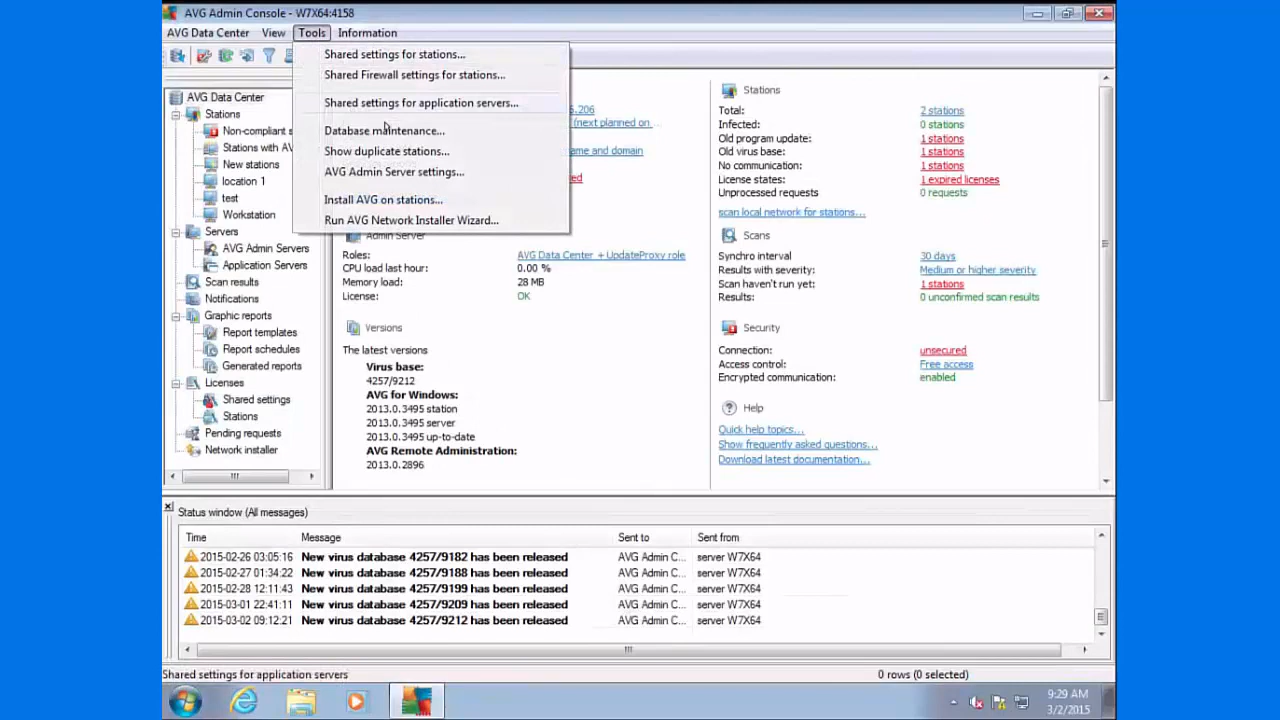 AVG Admin Console - W7X64:4158
AVG Data Center View Tools Information
Shared settings for stations...
Shared Firewall settings for stations...
Shared settings for application servers...
Database maintenance...
Show duplicate stations...
AVG Admin Server settings...
Install AVG on stations...
Run AVG Network Installer Wizard...
AVG Data Center
Stations
Non-compliant s
Stations with AV
New stations
location 1
test
Workstation
Servers
AVG Admin Servers
Application Servers
Scan results
Notifications
Graphic reports
Report templates
Report schedules
Generated reports
Licenses
Shared settings
Stations
Pending requests
Network installer
.206
(next planned on ...
ame and domain
ed
Admin Server
Roles: AVG Data Center + UpdateProxy role
CPU load last hour: 0.00 %
Memory load: 28 MB
License: OK
Versions
The latest versions
Virus base:
4257/9212
AVG for Windows:
2013.0.3495 station
2013.0.3495 server
2013.0.3495 up-to-date
AVG Remote Administration:
2013.0.2896
Stations
Total: 2 stations
Infected: 0 stations
Old program update: 1 stations
Old virus base: 1 stations
No communication: 1 stations
License states: 1 expired licenses
Unprocessed requests 0 requests
scan local network for stations...
Scans
Synchro interval 30 days
Results with severity: Medium or higher severity
Scan haven't run yet: 1 stations
Results: 0 unconfirmed scan results
Security
Connection: unsecured
Access control: Free access
Encrypted communication: enabled
Help
Quick help topics...
Show frequently asked questions...
Download latest documentation...
Status window (All messages)
Time Message Sent to Sent from
2015-02-26 03:05:16 New virus database 4257/9182 has been released AVG Admin C... server W7X64
2015-02-27 01:34:22 New virus database 4257/9188 has been released AVG Admin C... server W7X64
2015-02-28 12:11:43 New virus database 4257/9199 has been released AVG Admin C... server W7X64
2015-03-01 22:41:11 New virus database 4257/9209 has been released AVG Admin C... server W7X64
2015-03-02 09:12:21 New virus database 4257/9212 has been released AVG Admin C... server W7X64
Shared settings for application servers 0 rows (0 selected)
9:29 AM
3/2/2015